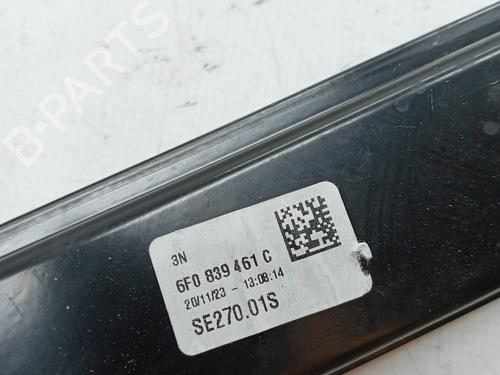 B-PARTS
3N
6F0 839 461 C
20/11/23 - 13:08:14
SE270.01S